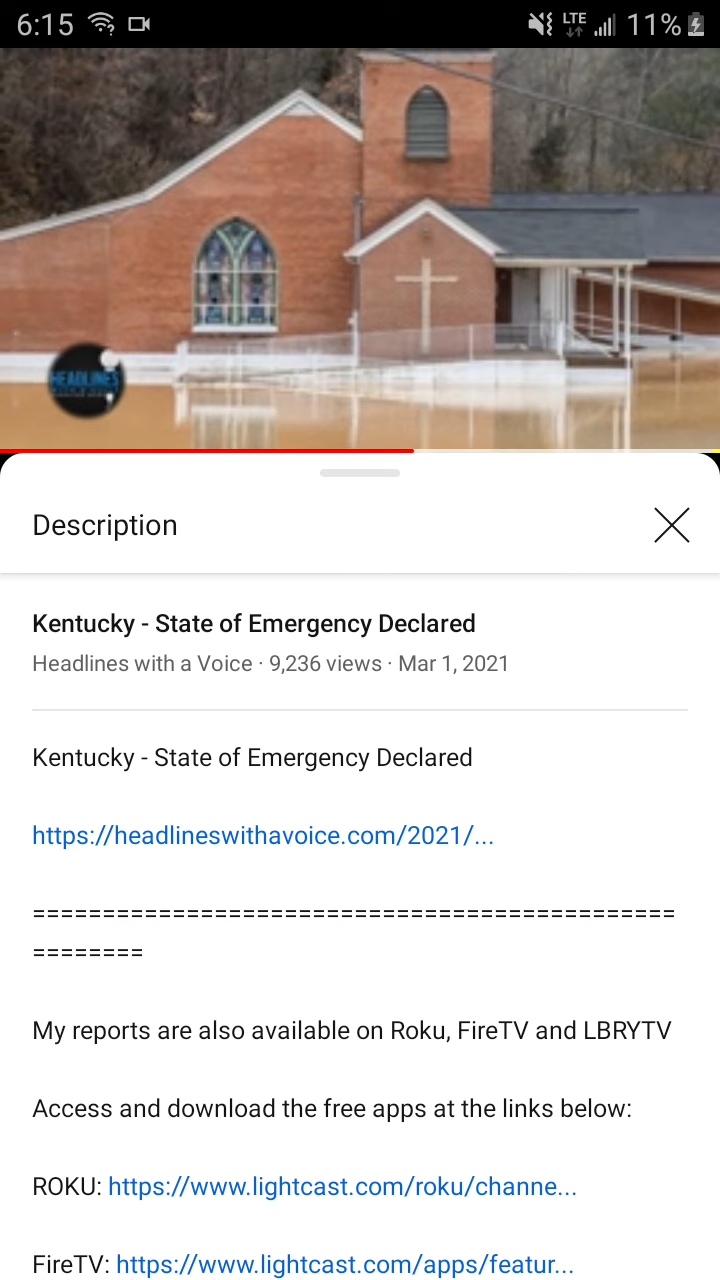 6:15 LTE 11%
HEADLINES
Description
Kentucky - State of Emergency Declared
Headlines with a Voice · 9,236 views · Mar 1, 2021
Kentucky - State of Emergency Declared
https://headlineswithavoice.com/2021/...
==============================================
========
My reports are also available on Roku, FireTV and LBRYTV
Access and download the free apps at the links below:
ROKU: https://www.lightcast.com/roku/channe...
FireTV: https://www.lightcast.com/apps/featur...